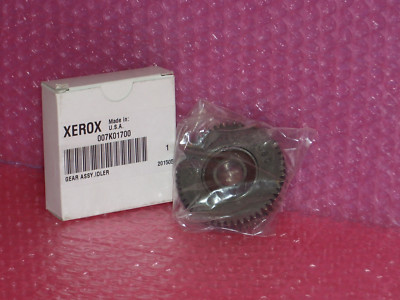 XEROX Made in:
U.S.A.
007K01700
1
GEAR ASSY,IDLER